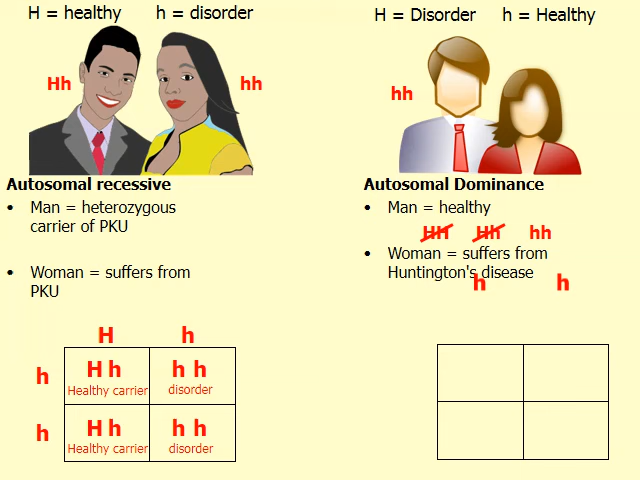 H = healthy h = disorder
Hh
hh
Autosomal recessive
• Man = heterozygous
carrier of PKU
• Woman = suffers from
PKU
H h
h
H h
h h
Healthy carrier
disorder
h
H h
h h
Healthy carrier
disorder
H = Disorder h = Healthy
hh
Autosomal Dominance
• Man = healthy
HH Hh hh
• Woman = suffers from
Huntington's disease
h h